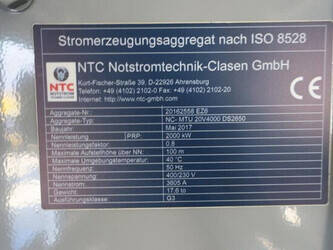 Stromerzeugungsaggregat nach ISO 8528
NTC Notstromtechnik-Clasen GmbH
Kurt-Fischer-Straße 39, D-22926 Ahrensburg
Telefon: +49 (4102) 2102-0 Fax: +49 (4102) 2102-20
Internet: www.ntc-gmbh.com
NTC
Aggregate-Nr.: 20162558 EZ6
Aggregate-Typ: NC- MTU 20V4000 DS2650
Baujahr: Mai 2017
Nennleistung PRP: 2000 kW
Nennleistungsfaktor: 0,8
Maximale Aufstellhöhe über NN: 100 m
Maximale Umgebungstemperatur: 40 °C
Nennfrequenz: 50 Hz
Nennspannung: 400/230 V
Nennstrom: 3605 A
Gewicht: 17,6 to
Ausführungsklasse: G3